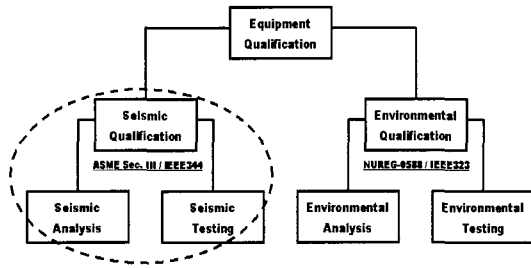 Equipment
Qualification
Seismic
Qualification
Environmental
Qualification
ASME Sec. III / IEEE344
NUREG-0588 / IEEE323
Seismic
Analysis
Seismic
Testing
Environmental
Analysis
Environmental
Testing